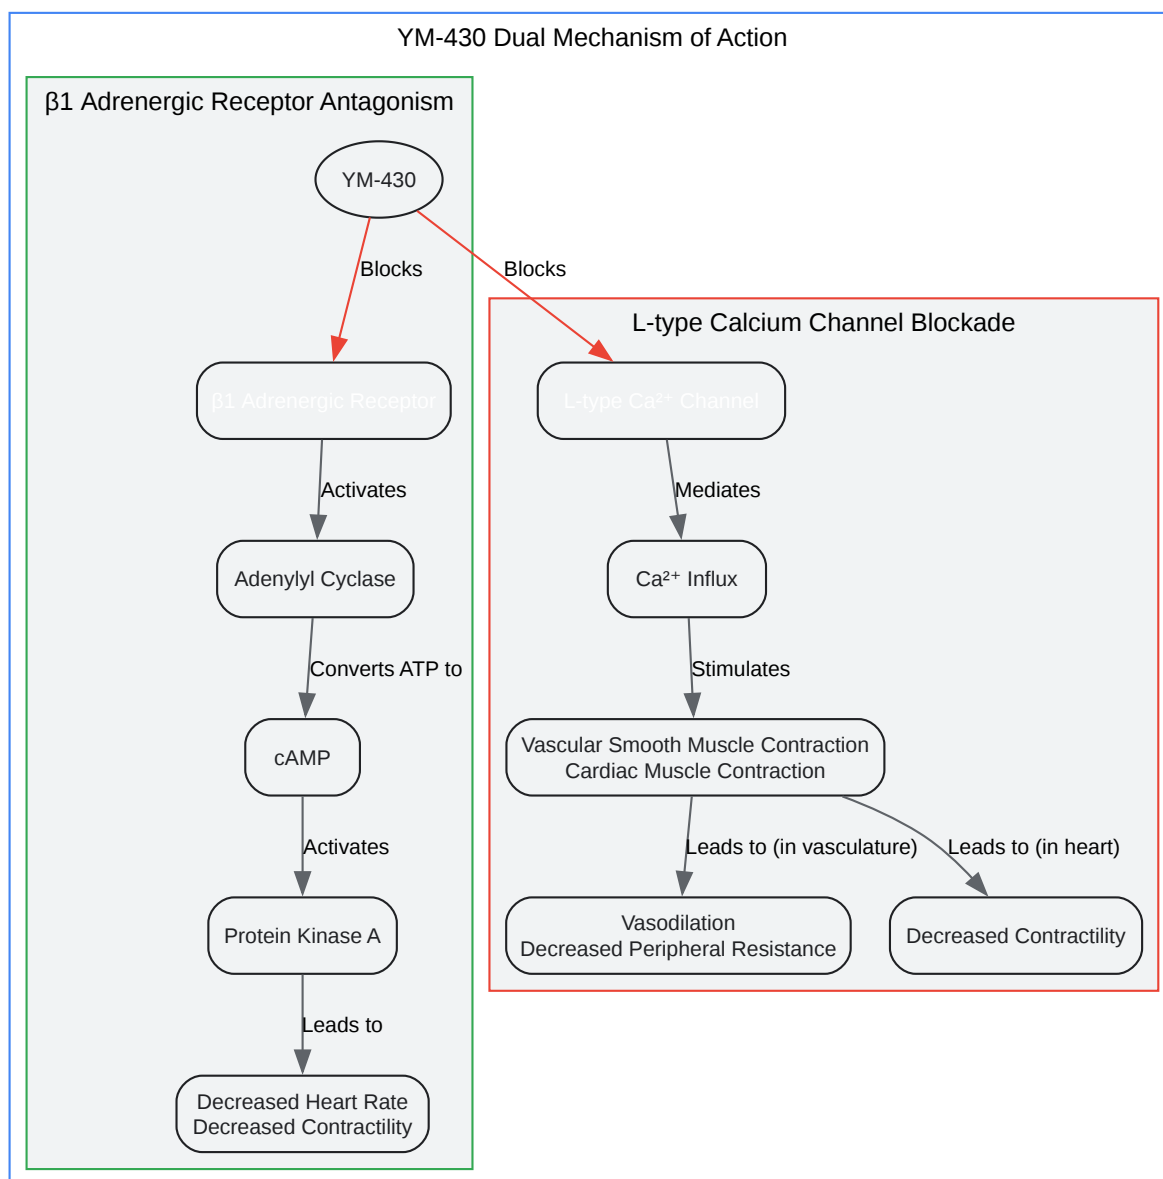 YM-430 Dual Mechanism of Action
β1 Adrenergic Receptor Antagonism
YM-430
Blocks
Blocks
L-type Calcium Channel Blockade
β1 Adrenergic Receptor
L-type Ca²⁺ Channel
Activates
Mediates
Adenylyl Cyclase
Ca²⁺ Influx
Converts ATP to
Stimulates
cAMP
Vascular Smooth Muscle Contraction
Cardiac Muscle Contraction
Activates
Leads to (in vasculature)
Leads to (in heart)
Protein Kinase A
Vasodilation
Decreased Peripheral Resistance
Decreased Contractility
Leads to
Decreased Heart Rate
Decreased Contractility